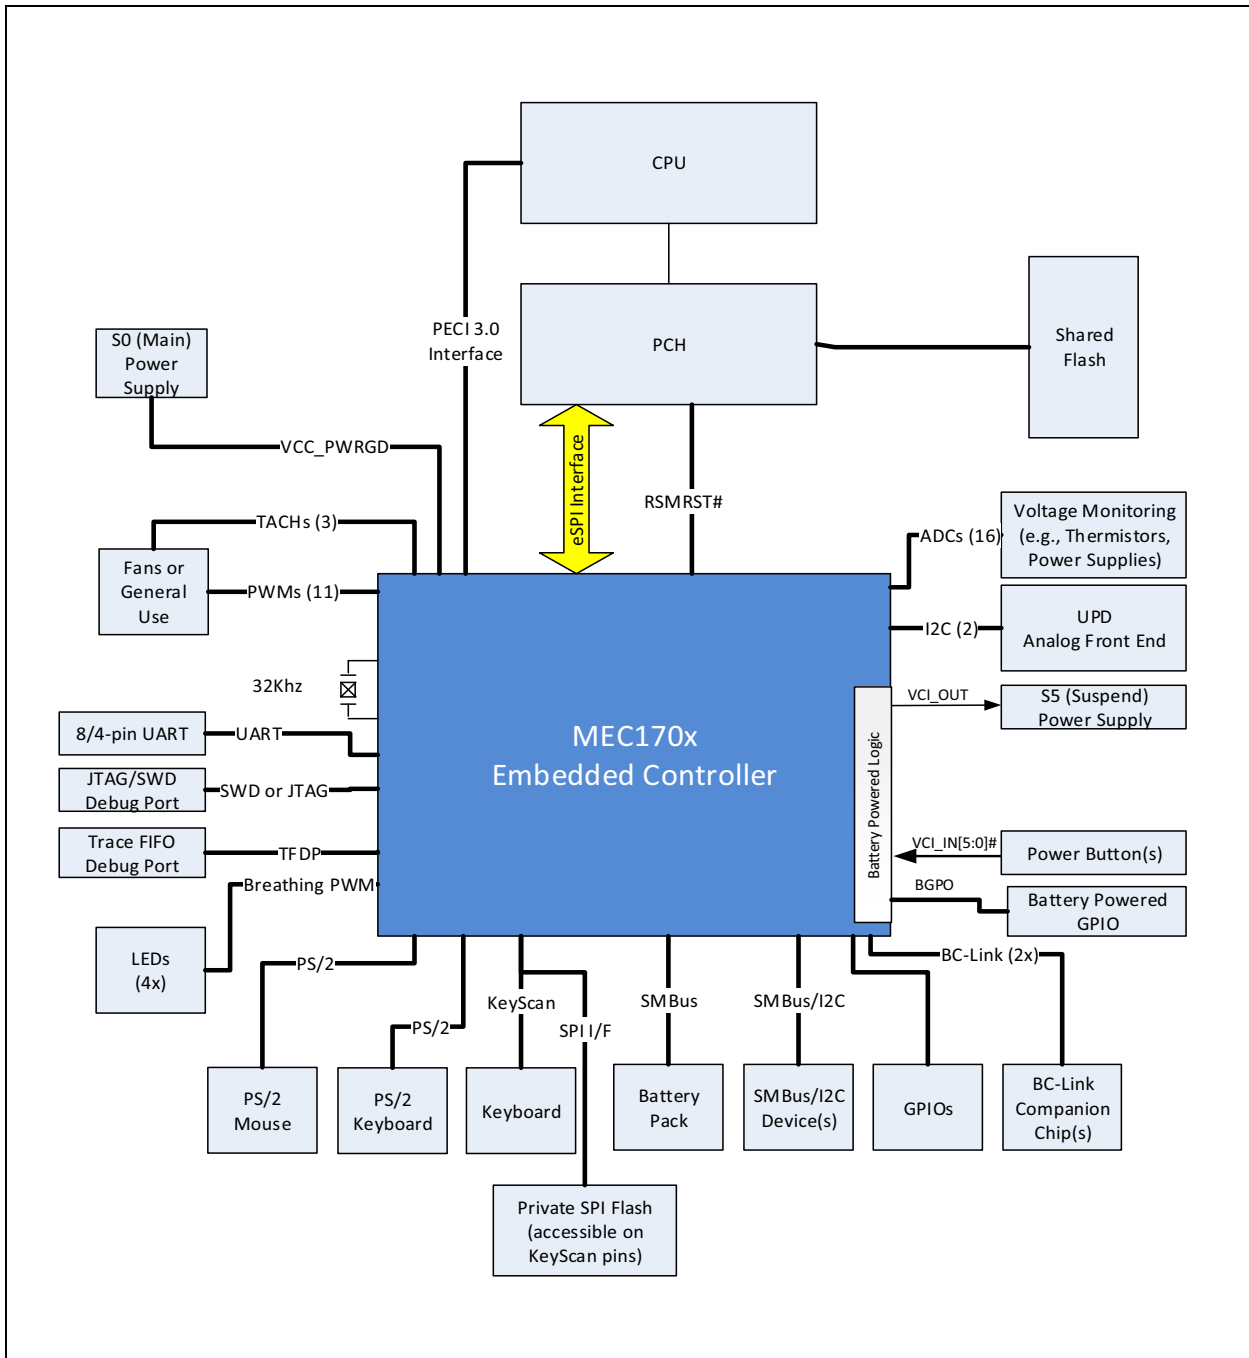 CPU
PECI 3.0
Interface
PCH
Shared
Flash
S0 (Main)
Power
Supply
VCC_PWRGD
eSPI Interface
RSMRST#
TACHs (3)
Fans or
General
Use
PWMs (11)
ADCs (16)
Voltage Monitoring
(e.g., Thermistors,
Power Supplies)
I2C (2)
UPD
Analog Front End
32Khz
VCI_OUT
S5 (Suspend)
Power Supply
8/4-pin UART
UART
MEC170x
Embedded Controller
Battery Powered Logic
JTAG/SWD
Debug Port
SWD or JTAG
Trace FIFO
Debug Port
TFDP
VCI_IN[5:0]#
Power Button(s)
Breathing PWM
BGPO
Battery Powered
GPIO
LEDs
(4x)
PS/2
PS/2
KeyScan
SPI I/F
SMBus
SMBus/I2C
BC-Link (2x)
PS/2
Mouse
PS/2
Keyboard
Keyboard
Battery
Pack
SMBus/I2C
Device(s)
GPIOs
BC-Link
Companion
Chip(s)
Private SPI Flash
(accessible on
KeyScan pins)